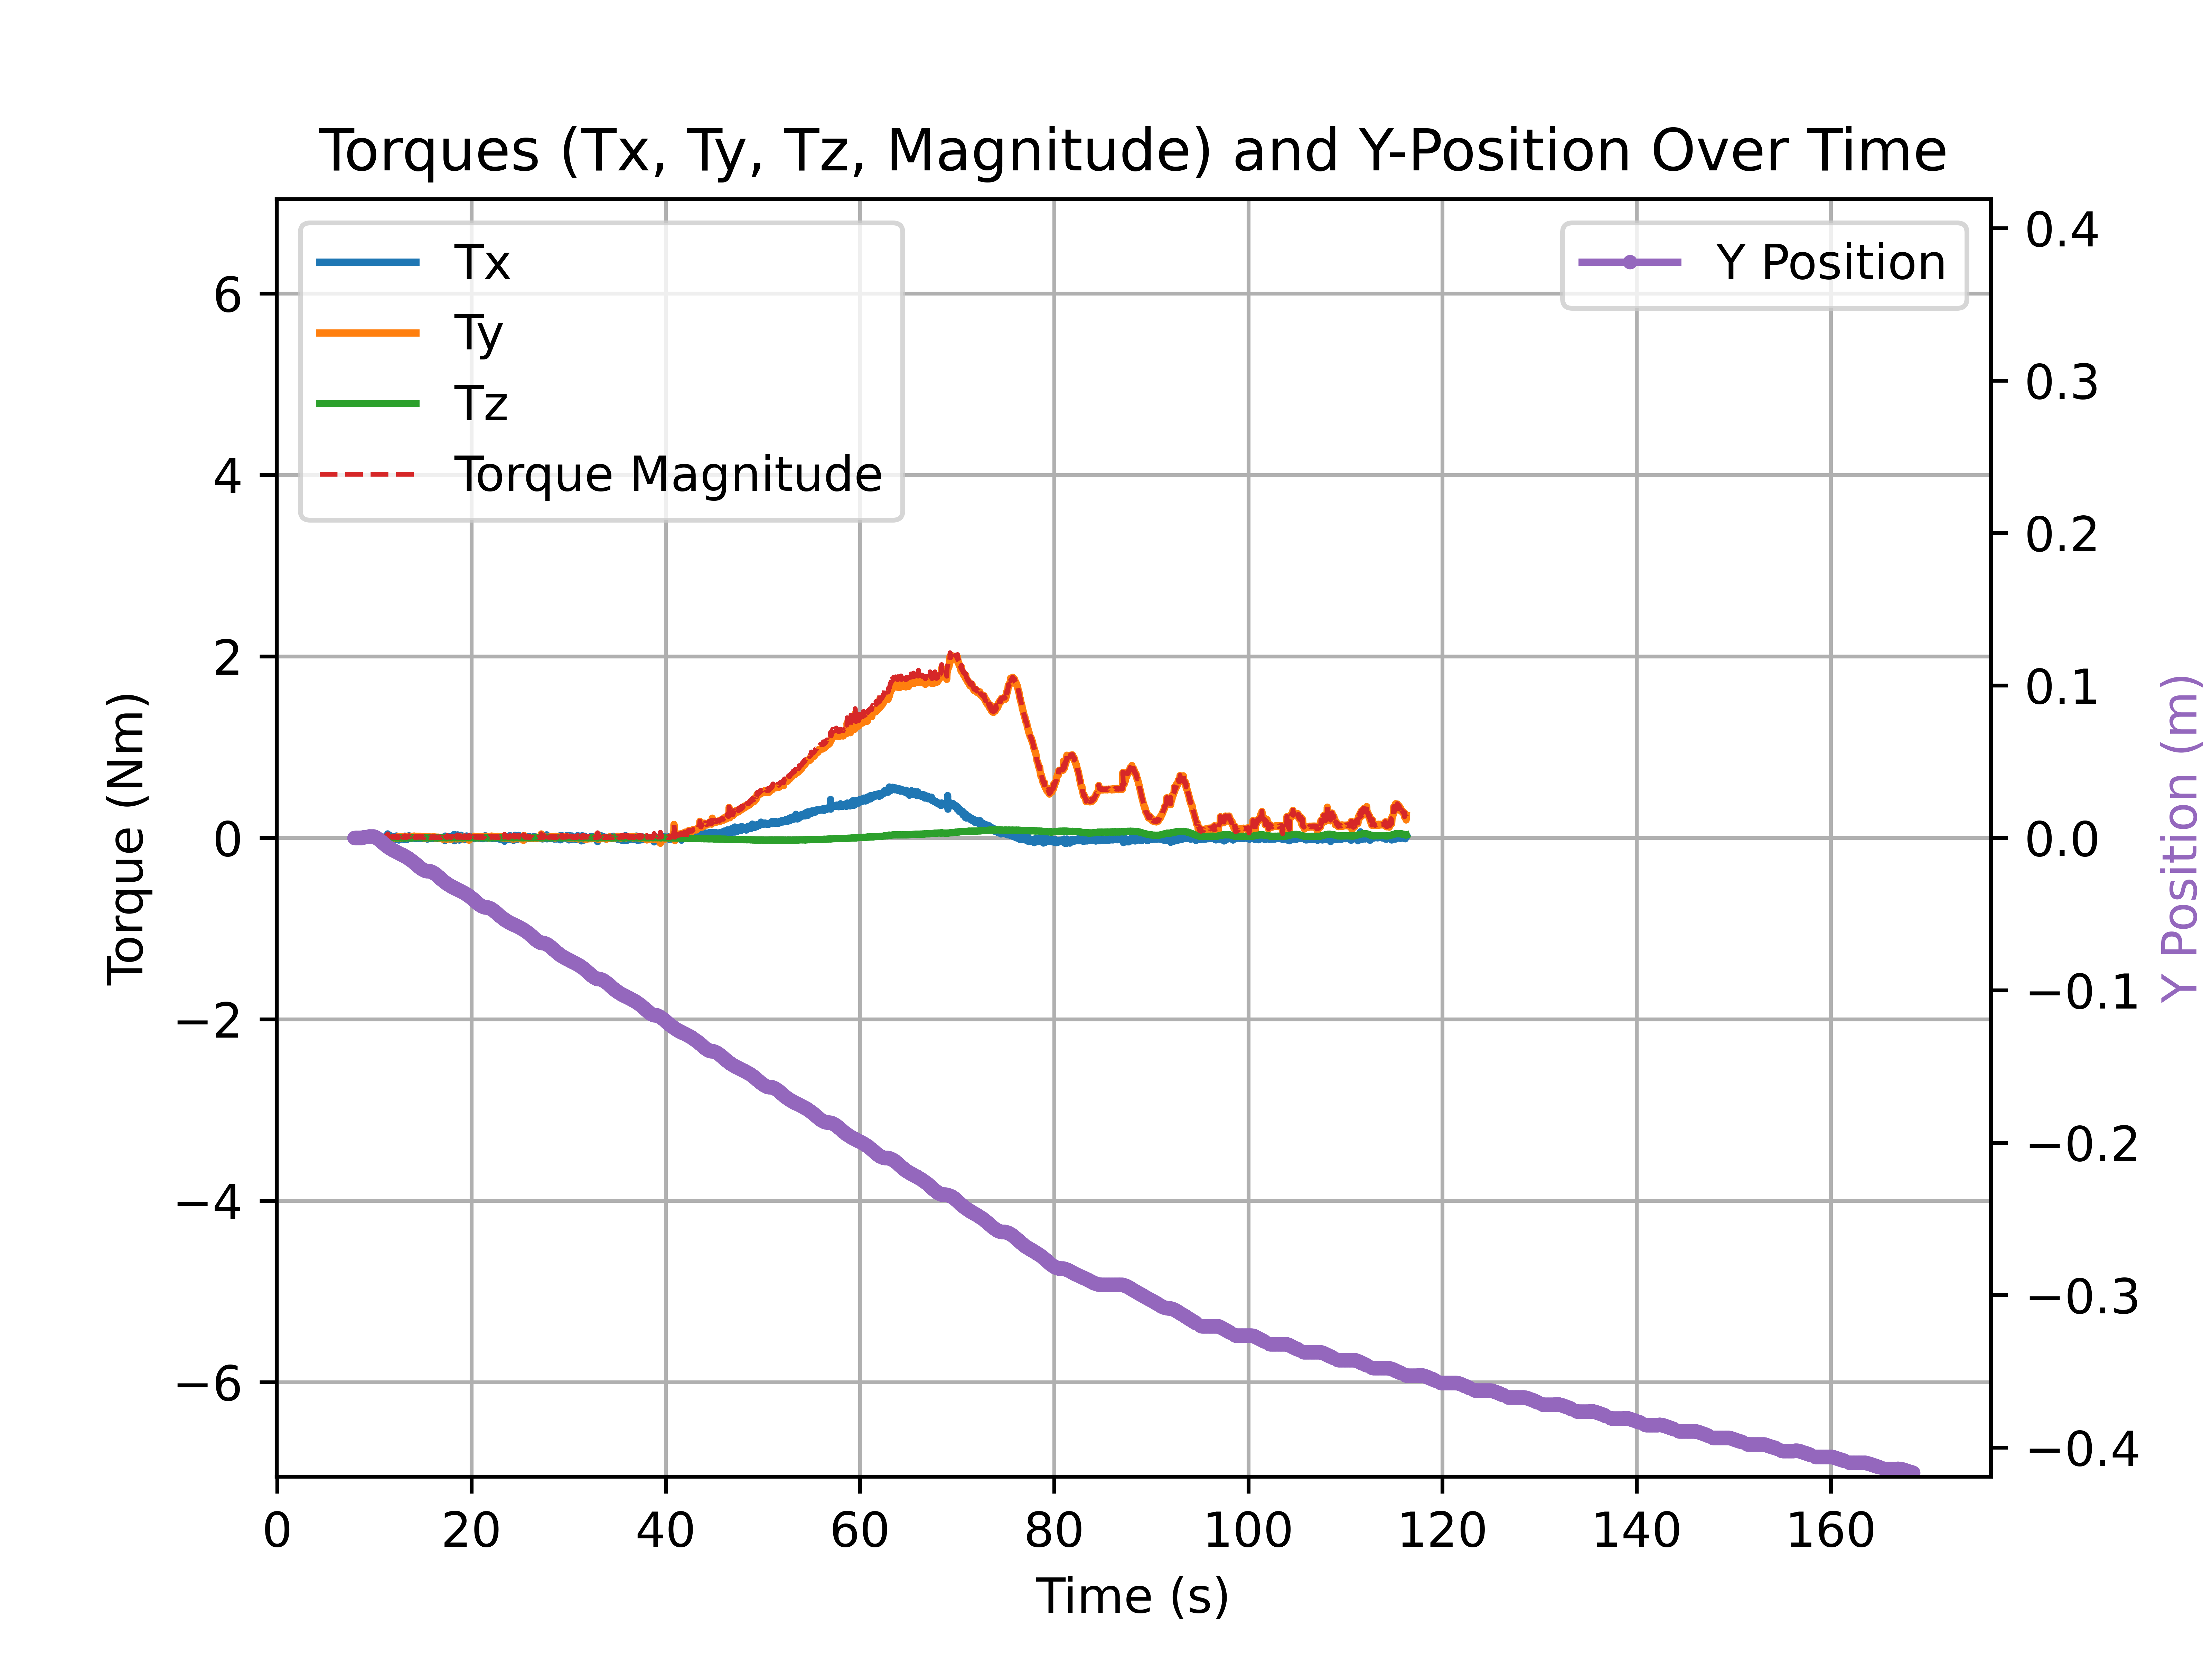 Torques (Tx, Ty, Tz, Magnitude) and Y-Position Over Time
Tx
Ty
Tz
Torque Magnitude
Y Position
6
4
2
0
−2
−4
−6
Torque (Nm)
0.4
0.3
0.2
0.1
0.0
−0.1
−0.2
−0.3
−0.4
Y Position (m)
0 20 40 60 80 100 120 140 160
Time (s)